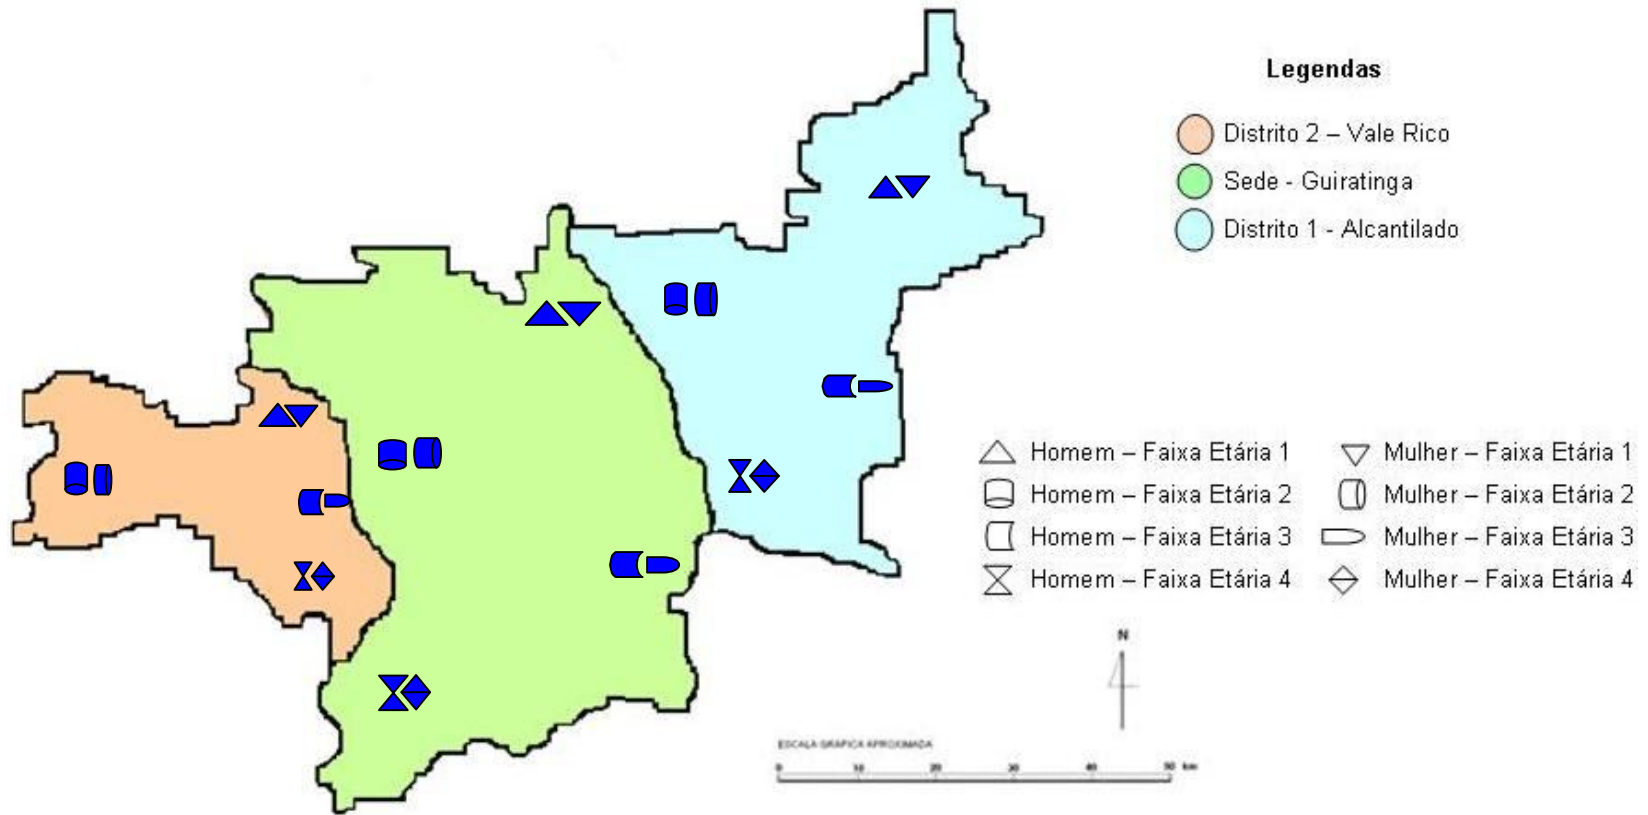 Legendas
Distrito 2 – Vale Rico
Sede - Guiratinga
Distrito 1 - Alcantilado
Homem – Faixa Etária 1
Mulher – Faixa Etária 1
Homem – Faixa Etária 2
Mulher – Faixa Etária 2
Homem – Faixa Etária 3
Mulher – Faixa Etária 3
Homem – Faixa Etária 4
Mulher – Faixa Etária 4
N
ESCALA GRÁFICA APROXIMADA
0 10 20 30 40 50 km